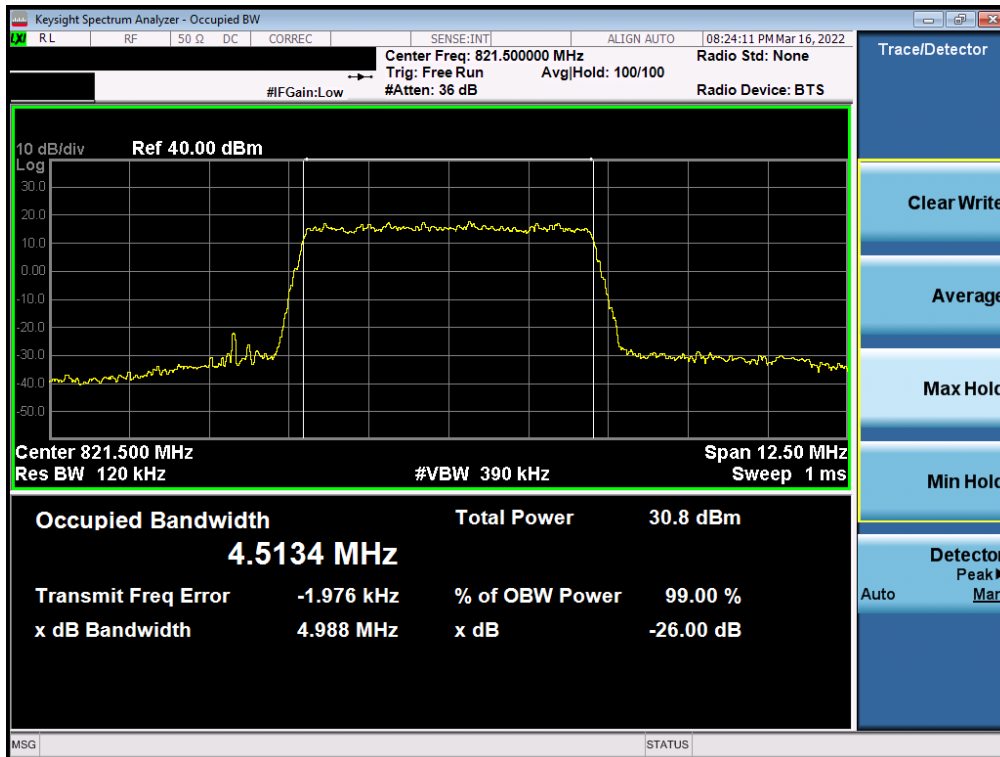 Keysight Spectrum Analyzer - Occupied BW
LXI RL RF 50 Ω DC CORREC SENSE:INT ALIGN AUTO 08:24:11 PM Mar 16, 2022
Center Freq: 821.500000 MHz Radio Std: None
Trig: Free Run Avg|Hold: 100/100
#IFGain:Low #Atten: 36 dB Radio Device: BTS
Trace/Detector
10 dB/div Ref 40.00 dBm
Log
30.0
20.0
10.0
0.00
-10.0
-20.0
-30.0
-40.0
-50.0
Center 821.500 MHz Span 12.50 MHz
Res BW 120 kHz #VBW 390 kHz Sweep 1 ms
Occupied Bandwidth Total Power 30.8 dBm
4.5134 MHz
Transmit Freq Error -1.976 kHz % of OBW Power 99.00 %
x dB Bandwidth 4.988 MHz x dB -26.00 dB
Clear Write
Average
Max Hold
Min Hold
Detector
Peak
Auto Man
MSG STATUS